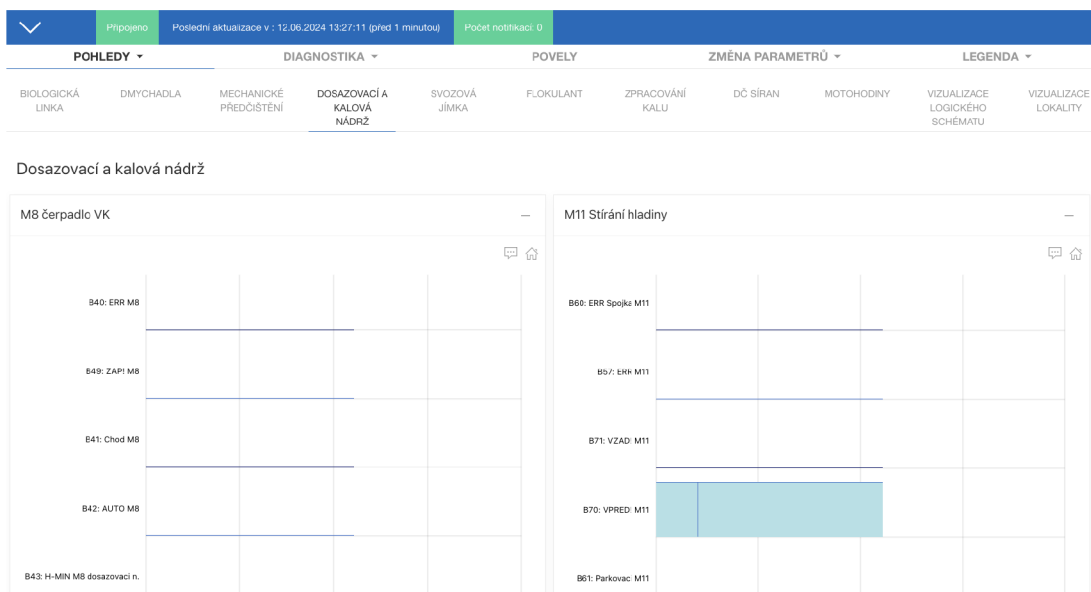 Připojeno Poslední aktualizace v : 12.06.2024 13:27:11 (před 1 minutou) Počet notifikací: 0
POHLEDY DIAGNOSTIKA POVELY ZMĚNA PARAMETRŮ LEGENDA
BIOLOGICKÁ LINKA
DMYCHADLA
MECHANICKÉ PŘEDČIŠTĚNÍ
DOSAZOVACÍ A KALOVÁ NÁDRŽ
SVOZOVÁ JÍMKA
FLOKULANT
ZPRACOVÁNÍ KALU
DČ SÍRAN
MOTOHODINY
VIZUALIZACE LOGICKÉHO SCHÉMATU
VIZUALIZACE LOKALITY
Dosazovací a kalová nádrž
M8 čerpadlo VK
B40: ERR M8
B49: ZAP! M8
B41: Chod M8
B42: AUTO M8
B43: H-MIN M8 dosazovaci n.
M11 Stírání hladiny
B60: ERR Spojka M11
B57: ERR M11
B71: VZAD! M11
B70: VPRED! M11
B61: Parkovac M11